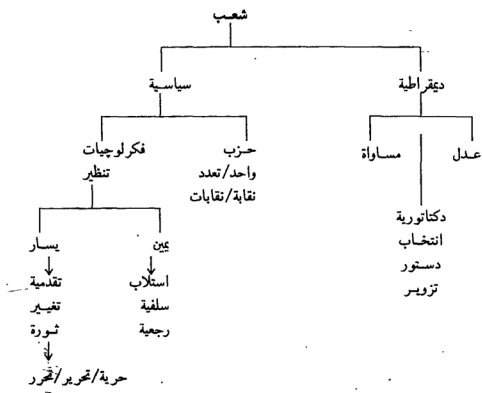 شعب
ديمقراطية
سياسية
عدل
مساواة
حزب
واحد/تعدد
نقابة/نقابات
فكرلوجيات
تنظير
دكتاتورية
انتخاب
دستور
تزوير
يمين
يسار
استلاب
سلفية
رجعية
تقدمية
تغيير
ثورة
حرية/تحرير/تحرر